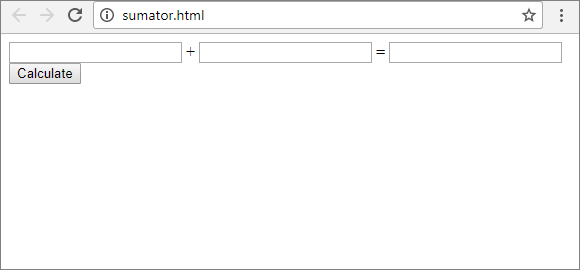 sumator.html
+ =
Calculate